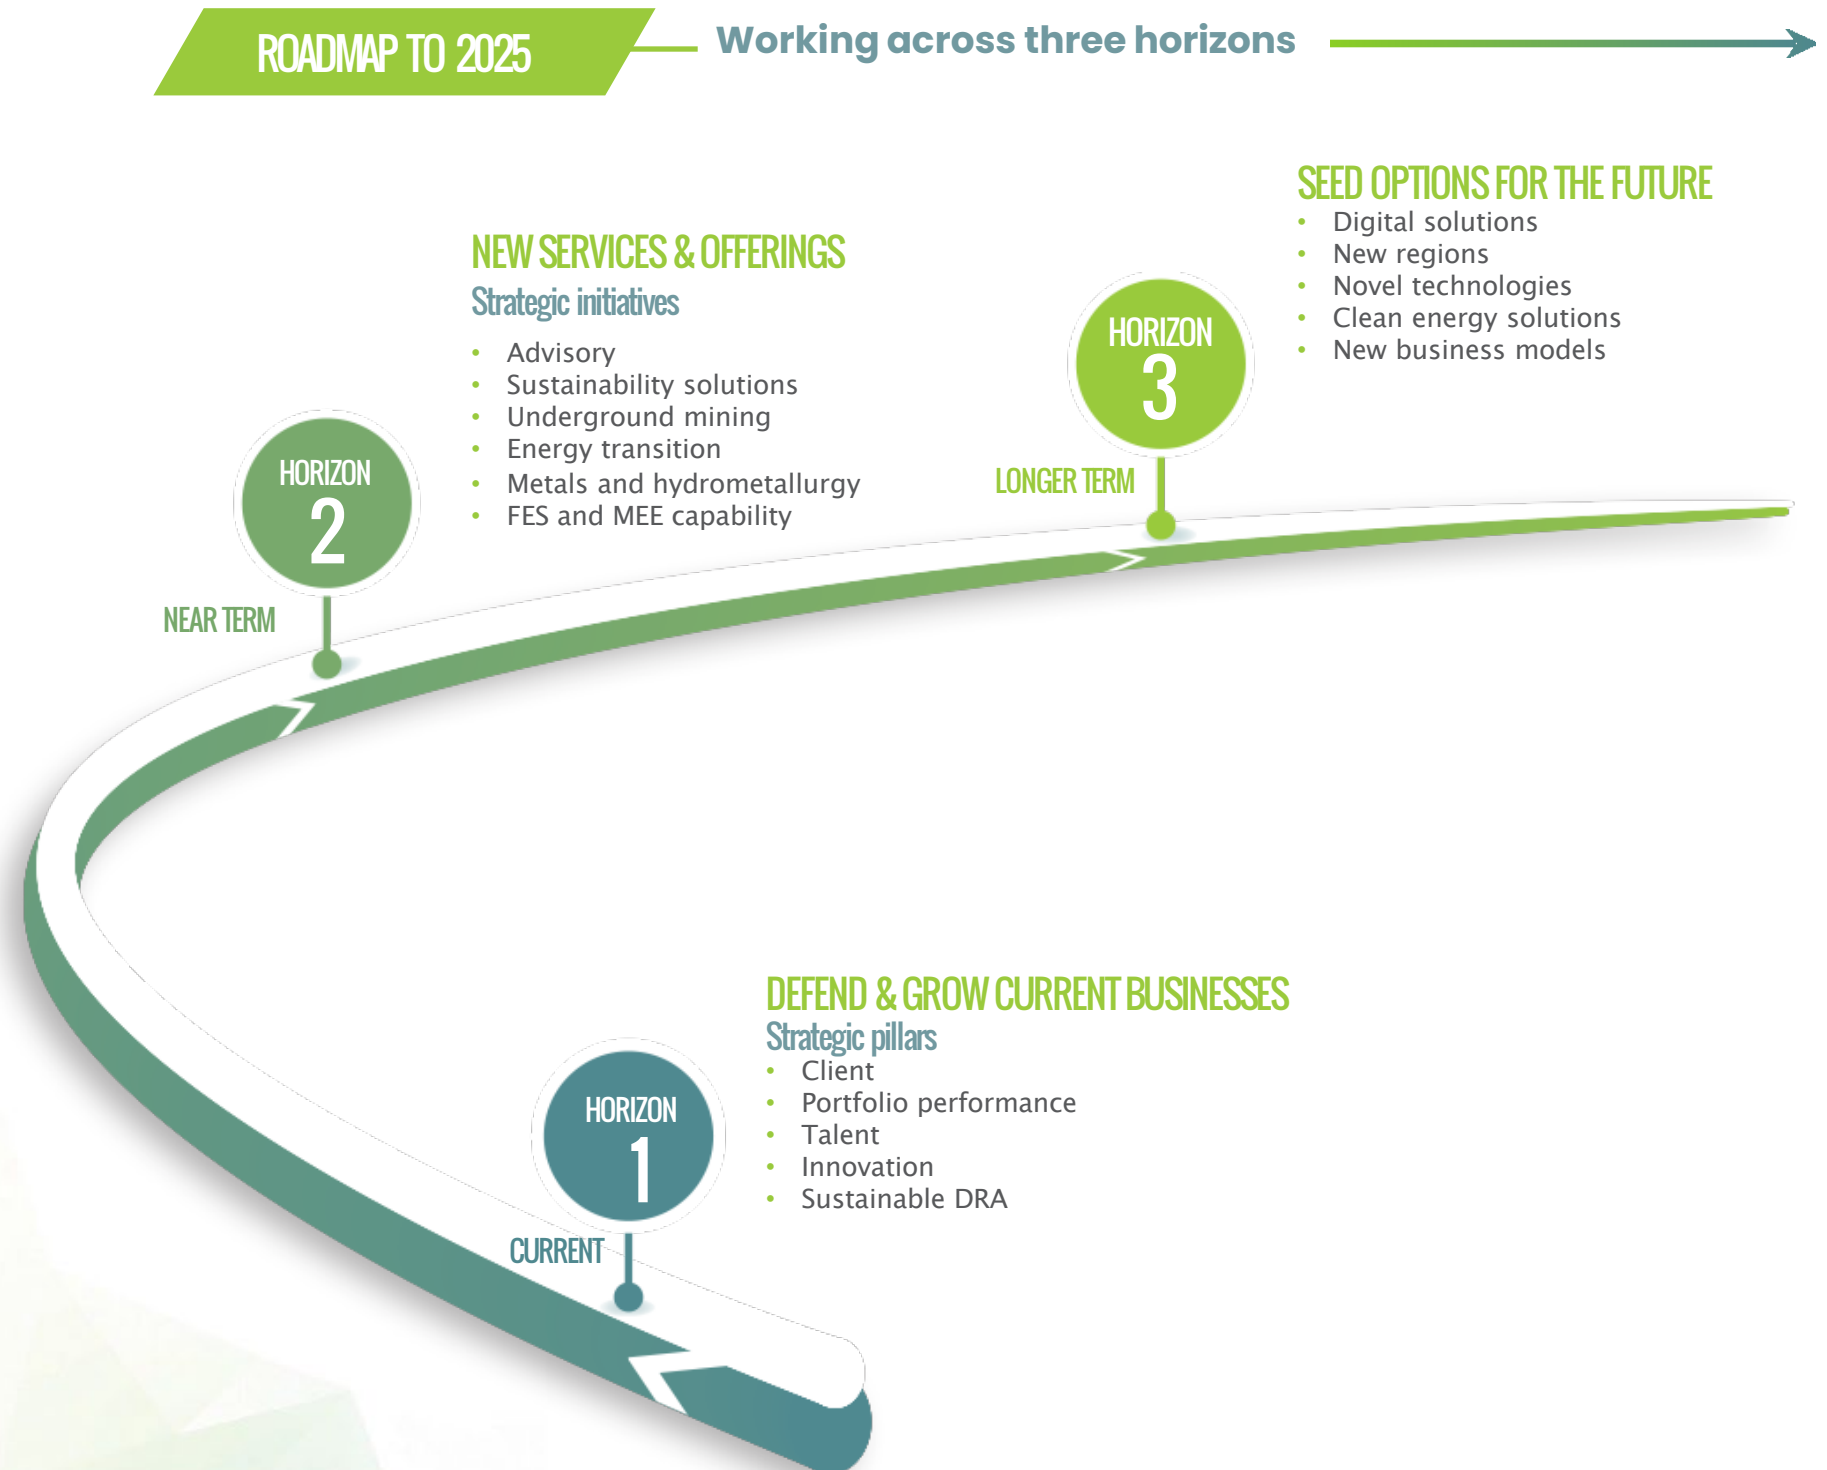 ROADMAP TO 2025
Working across three horizons
SEED OPTIONS FOR THE FUTURE
• Digital solutions
• New regions
• Novel technologies
• Clean energy solutions
• New business models
HORIZON
3
LONGER TERM
NEW SERVICES & OFFERINGS
Strategic initiatives
• Advisory
• Sustainability solutions
• Underground mining
• Energy transition
• Metals and hydrometallurgy
• FES and MEE capability
HORIZON
2
NEAR TERM
DEFEND & GROW CURRENT BUSINESSES
Strategic pillars
• Client
• Portfolio performance
• Talent
• Innovation
• Sustainable DRA
HORIZON
1
CURRENT